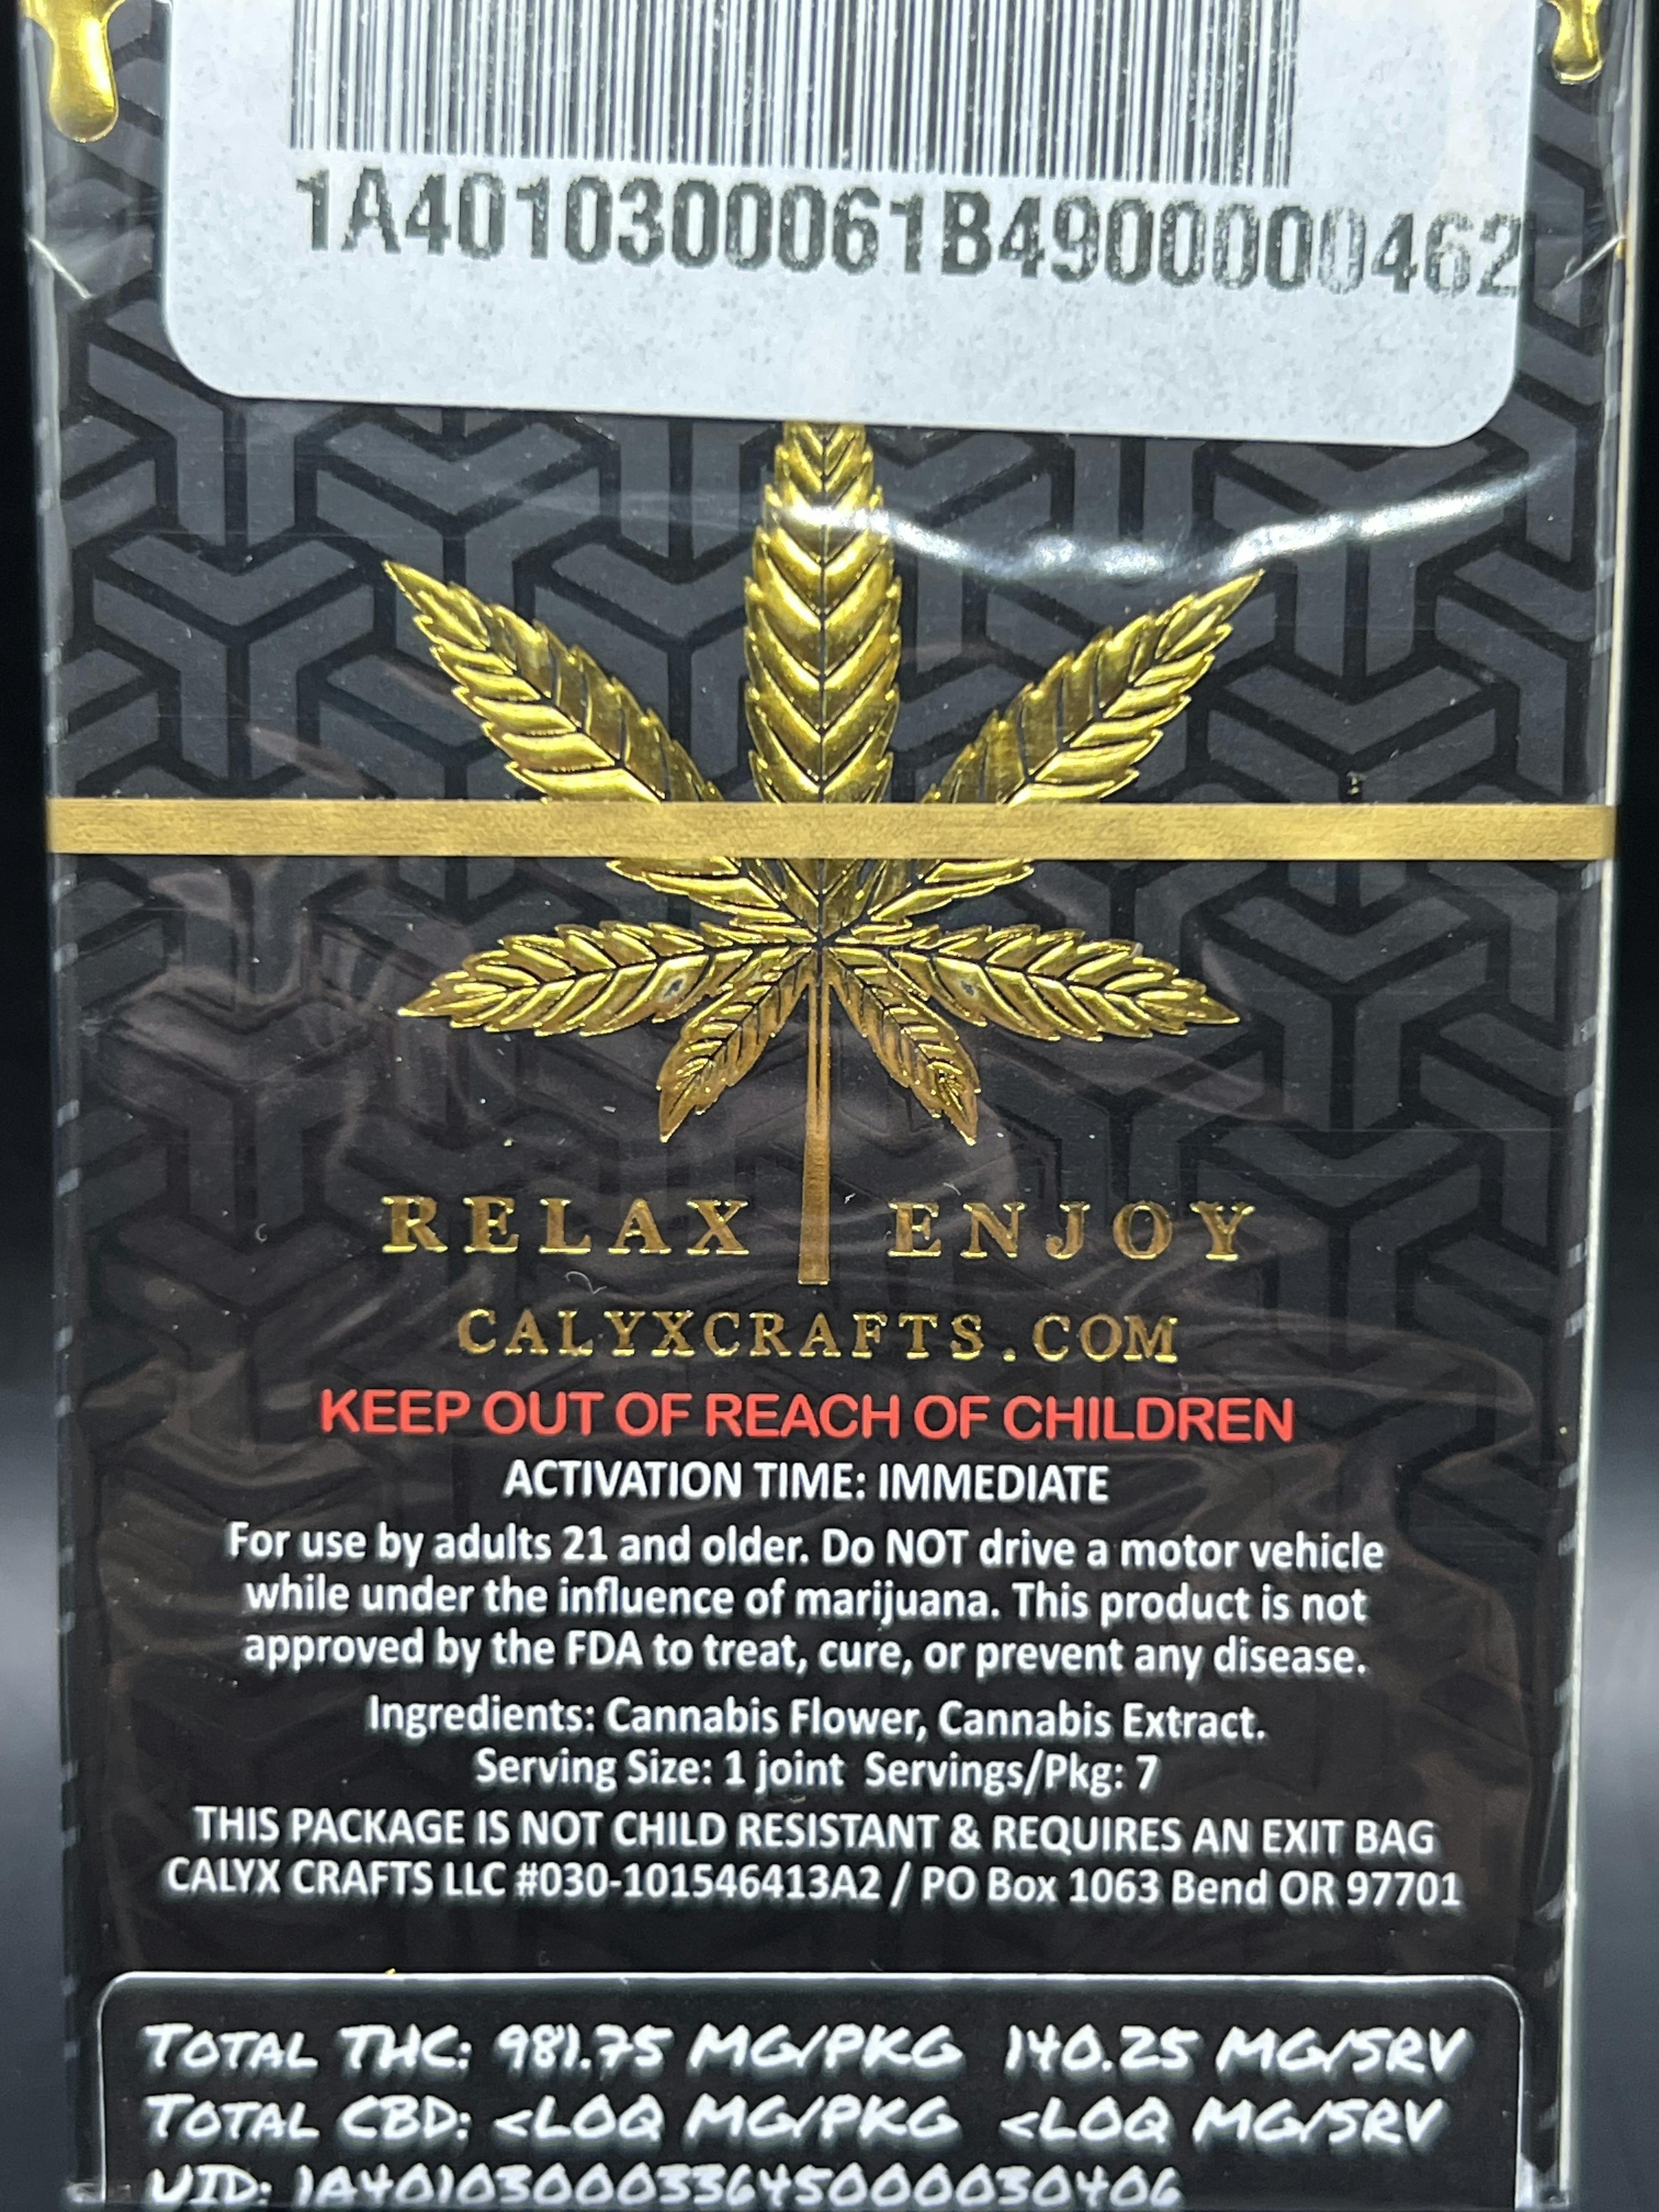 1A4010300061B4900000462
RELAX ENJOY
CALYXCRAFTS.COM
KEEP OUT OF REACH OF CHILDREN
ACTIVATION TIME: IMMEDIATE
For use by adults 21 and older. Do NOT drive a motor vehicle
while under the influence of marijuana. This product is not
approved by the FDA to treat, cure, or prevent any disease.
Ingredients: Cannabis Flower, Cannabis Extract.
Serving Size: 1 joint Servings/Pkg: 7
THIS PACKAGE IS NOT CHILD RESISTANT & REQUIRES AN EXIT BAG
CALYX CRAFTS LLC #030-101546413A2 / PO Box 1063 Bend OR 97701
TOTAL THC: 981.75 MG/PKG 140.25 MG/SRV
TOTAL CBD: <LOQ MG/PKG <LOQ MG/SRV
UID: 1A4010300033645000030406